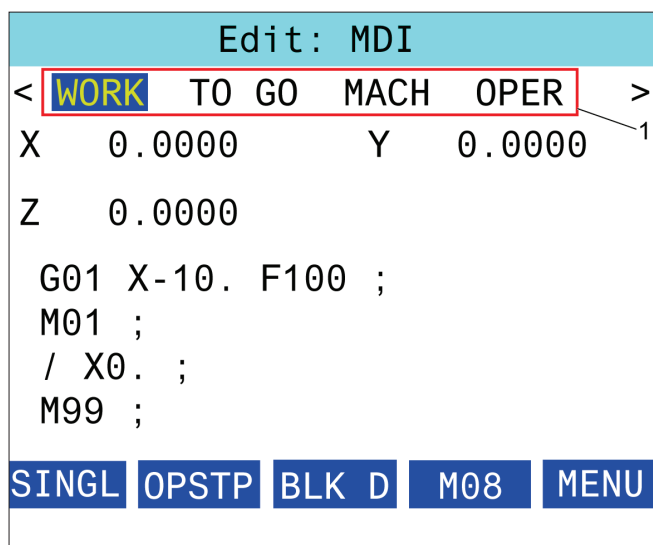 Edit: MDI
< WORK TO GO MACH OPER >
1
X 0.0000 Y 0.0000
Z 0.0000
G01 X-10. F100 ;
M01 ;
/ X0. ;
M99 ;
SINGL OPSTP BLK D M08 MENU